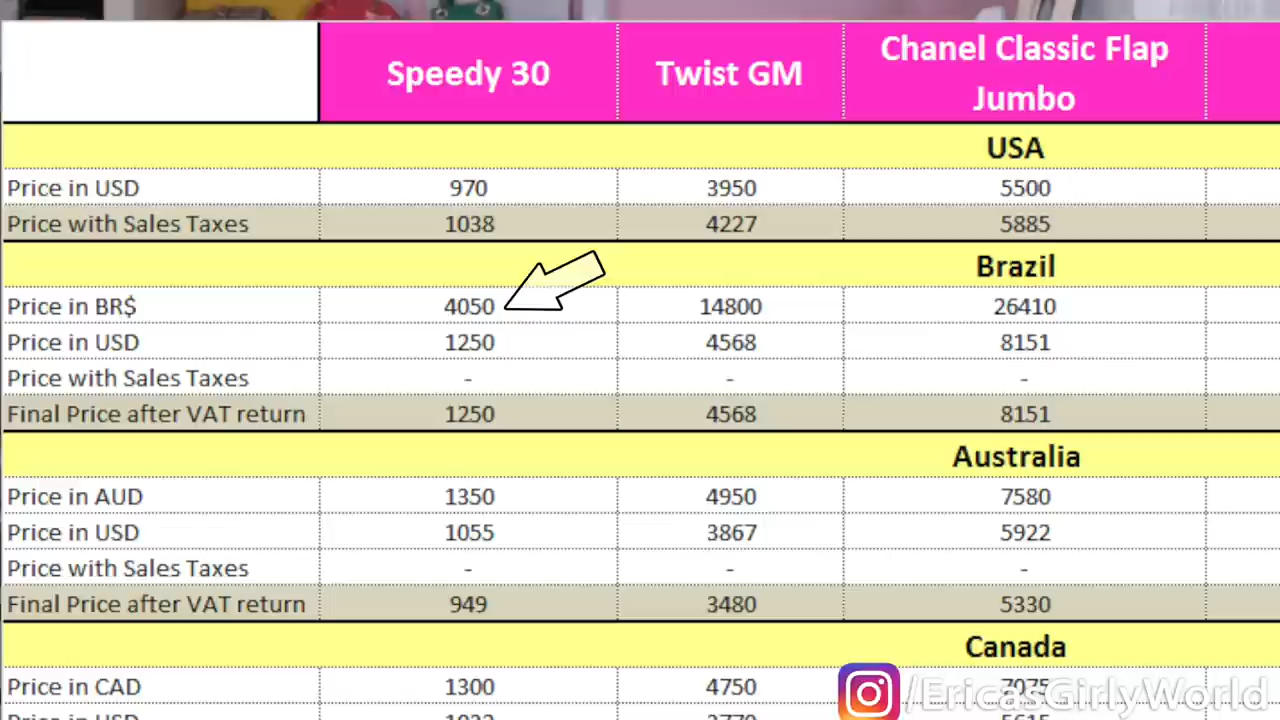 Speedy 30 Twist GM Chanel Classic Flap Jumbo
USA
Price in USD 970 3950 5500
Price with Sales Taxes 1038 4227 5885
Brazil
Price in BR$ 4050 14800 26410
Price in USD 1250 4568 8151
Price with Sales Taxes - - -
Final Price after VAT return 1250 4568 8151
Australia
Price in AUD 1350 4950 7580
Price in USD 1055 3867 5922
Price with Sales Taxes - - -
Final Price after VAT return 949 3480 5330
Canada
Price in CAD 1300 4750 7075
/EricasGirlyWorld
Price in USD